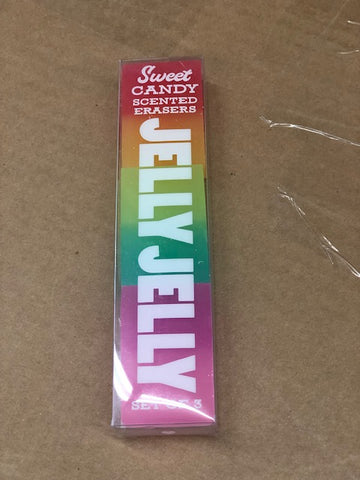 Sweet
CANDY
SCENTED
ERASERS
JELLY JELLY
SET OF 3